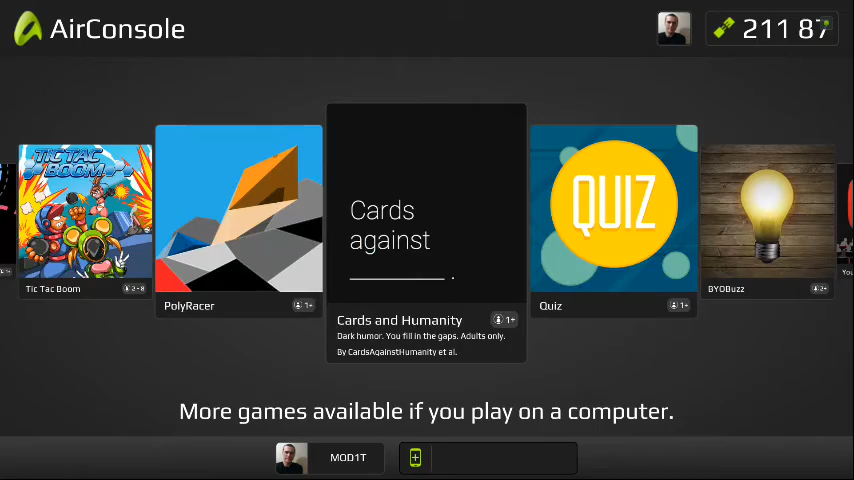 AirConsole
211 87
TIC TAC
BOOM
Cards
against
__________ .
QUIZ
Tic Tac Boom
2-8
PolyRacer
1+
Cards and Humanity
1+
Dark humor. You fill in the gaps. Adults only.
By CardsAgainstHumanity et al.
Quiz
1+
BYOBuzz
2+
You
More games available if you play on a computer.
MOD1T